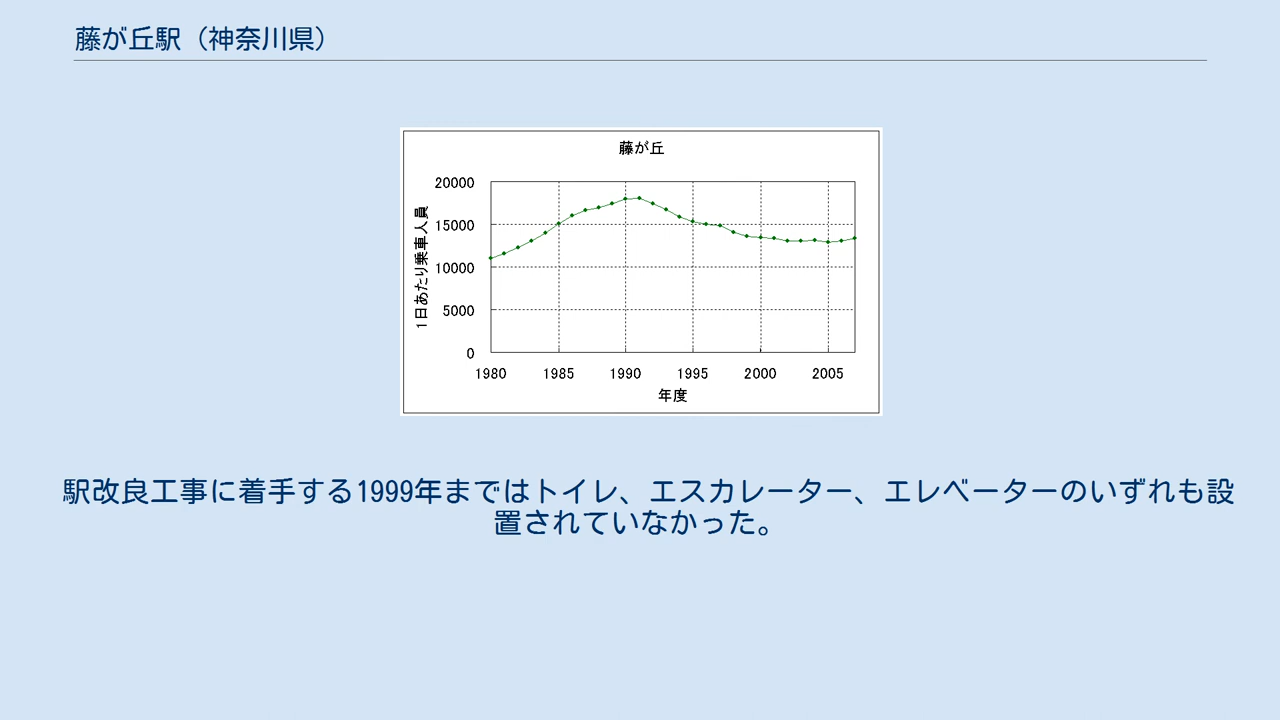 藤が丘駅（神奈川県）
藤が丘
20000
15000
10000
5000
0
1日あたり乗車人員
1980 1985 1990 1995 2000 2005
年度
駅改良工事に着手する1999年まではトイレ、エスカレーター、エレベーターのいずれも設
置されていなかった。